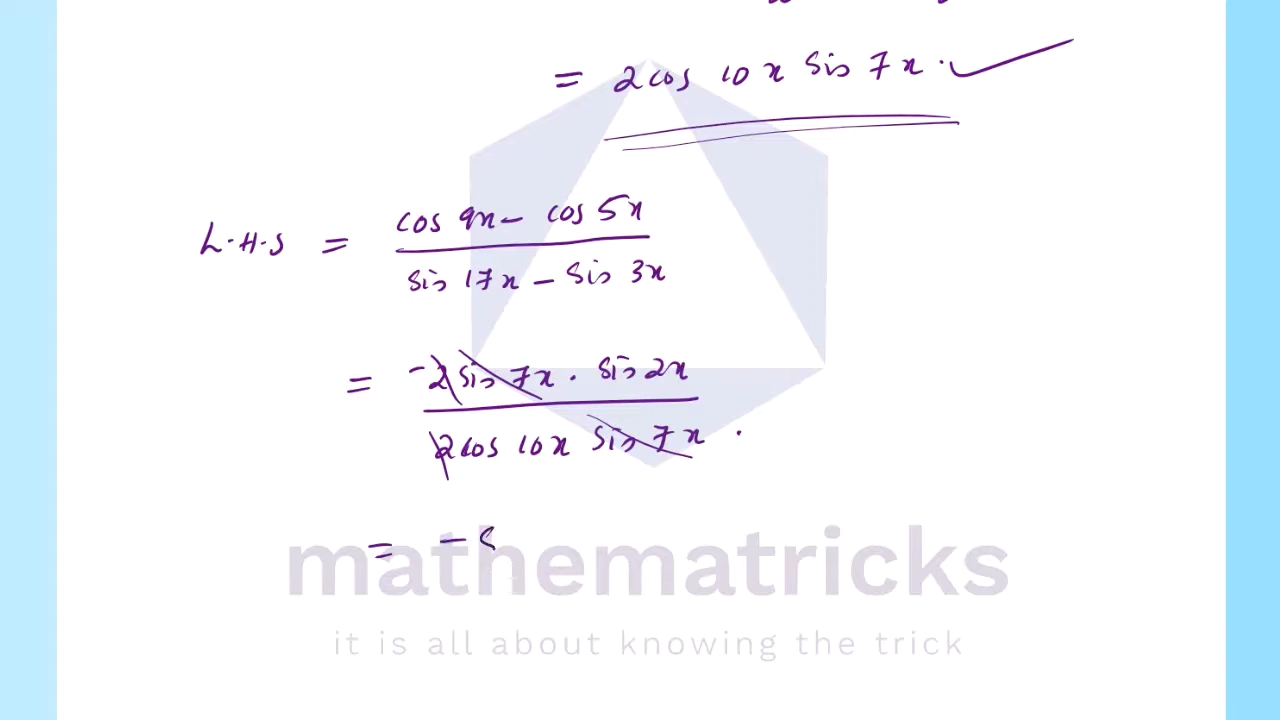 = 2cos 10x sin 7x.
L.H.S = cos 9x - cos 5x / sin 17x - sin 3x
= -2 sin 7x . sin 2x / 2cos 10x sin 7x .
= - s
mathematricks
it is all about knowing the trick